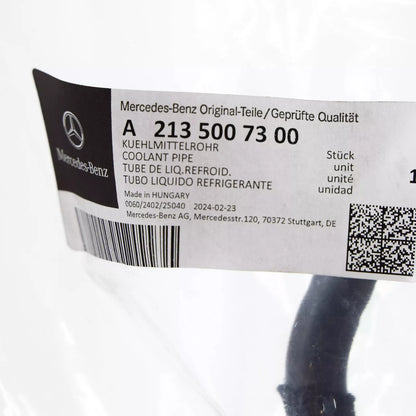 Mercedes-Benz Original-Teile/Geprüfte Qualität
A 213 500 73 00
KUEHLMITTELROHR
COOLANT PIPE
TUBE DE LIQ.REFROID.
TUBO LIQUIDO REFRIGERANTE
Stück
unit
unité
unidad
1
Made in HUNGARY
0060/2402/25040 2024-02-23
Mercedes-Benz AG, Mercedesstr.120, 70372 Stuttgart, DE
Mercedes-Benz